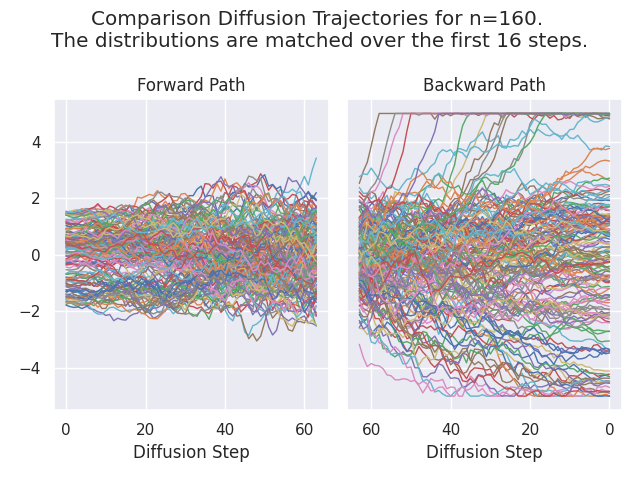 Comparison Diffusion Trajectories for n=160.
The distributions are matched over the first 16 steps.
Forward Path
Backward Path
4
2
0
−2
−4
0
20
40
60
60
40
20
0
Diffusion Step
Diffusion Step